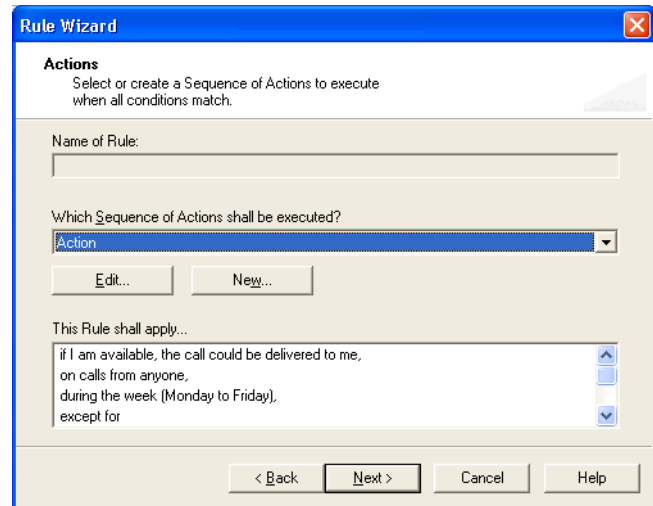 Rule Wizard
Actions
Select or create a Sequence of Actions to execute
when all conditions match.
Name of Rule:
Which Sequence of Actions shall be executed?
Action
Edit...
New...
This Rule shall apply...
if I am available, the call could be delivered to me,
on calls from anyone,
during the week (Monday to Friday),
except for
< Back
Next >
Cancel
Help